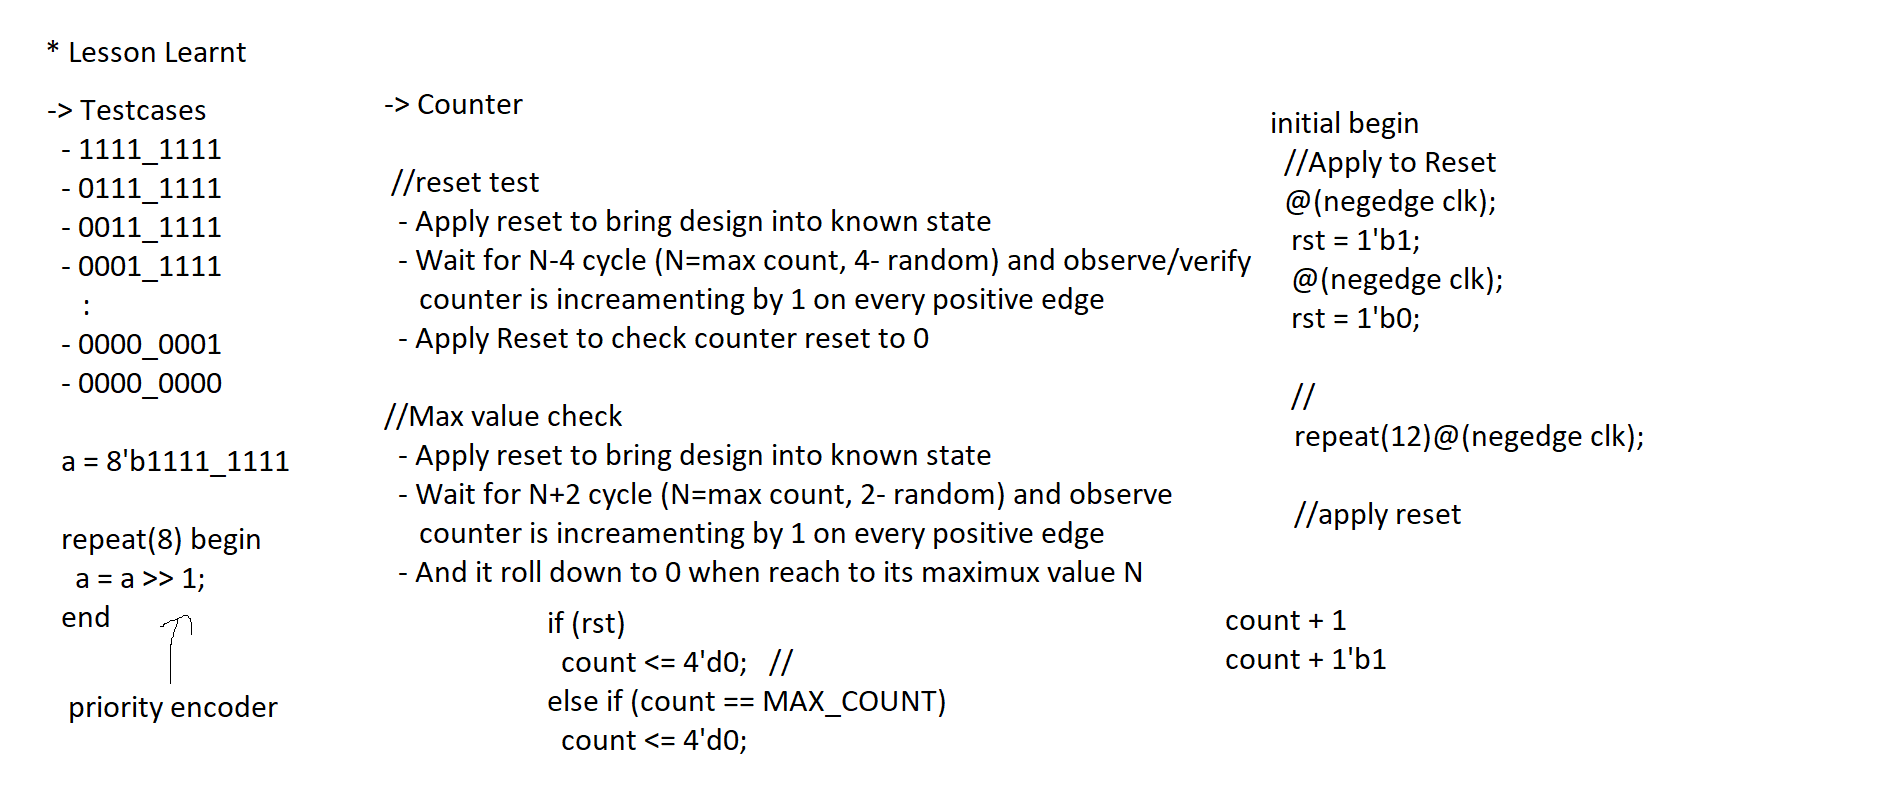 * Lesson Learnt
-> Testcases
- 1111_1111
- 0111_1111
- 0011_1111
- 0001_1111
:
- 0000_0001
- 0000_0000
a = 8'b1111_1111
repeat(8) begin
a = a >> 1;
end
priority encoder
-> Counter
//reset test
- Apply reset to bring design into known state
- Wait for N-4 cycle (N=max count, 4- random) and observe/verify
counter is increamenting by 1 on every positive edge
- Apply Reset to check counter reset to 0
//Max value check
- Apply reset to bring design into known state
- Wait for N+2 cycle (N=max count, 2- random) and observe
counter is increamenting by 1 on every positive edge
- And it roll down to 0 when reach to its maximux value N
if (rst)
count <= 4'd0;   //
else if (count == MAX_COUNT)
count <= 4'd0;
initial begin
//Apply to Reset
@(negedge clk);
rst = 1'b1;
@(negedge clk);
rst = 1'b0;
//
repeat(12)@(negedge clk);
//apply reset
count + 1
count + 1'b1